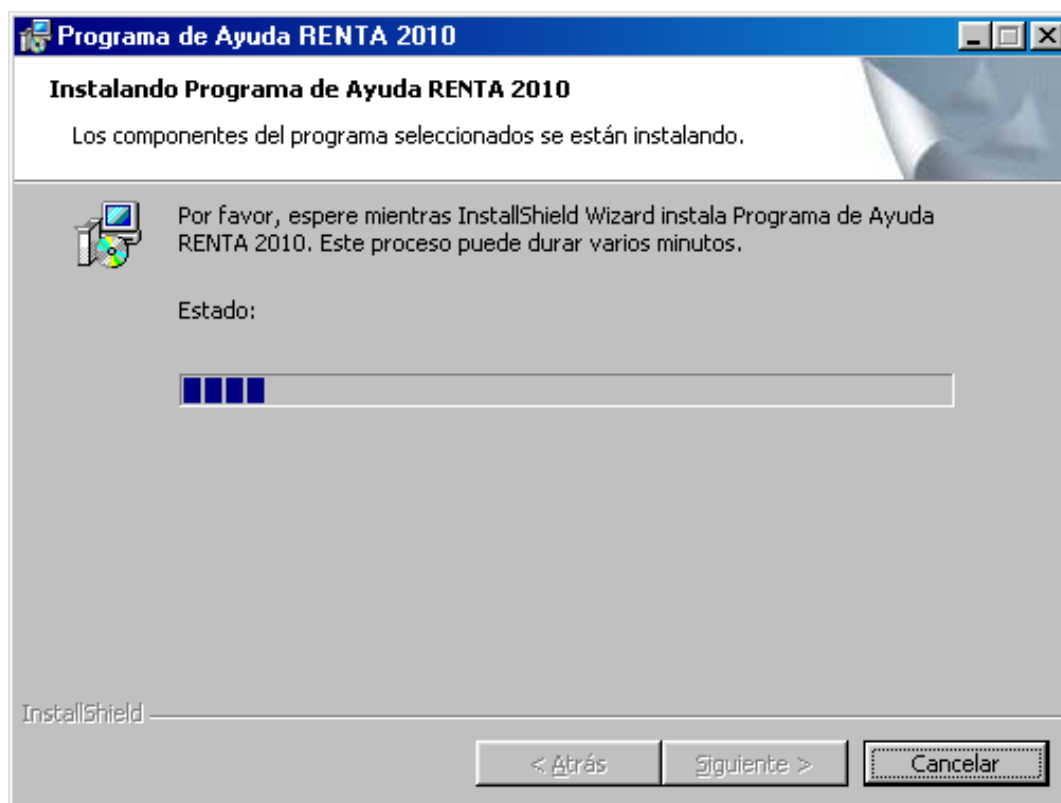 Programa de Ayuda RENTA 2010
Instalando Programa de Ayuda RENTA 2010
Los componentes del programa seleccionados se están instalando.
Por favor, espere mientras InstallShield Wizard instala Programa de Ayuda
RENTA 2010. Este proceso puede durar varios minutos.
Estado:
InstallShield
< Atrás
Siguiente >
Cancelar